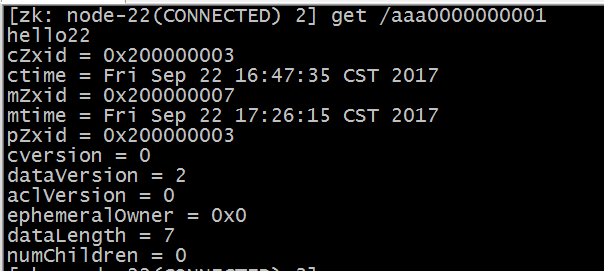 [zk: node-22(CONNECTED) 2] get /aaa0000000001
hello22
cZxid = 0x200000003
ctime = Fri Sep 22 16:47:35 CST 2017
mZxid = 0x200000007
mtime = Fri Sep 22 17:26:15 CST 2017
pZxid = 0x200000003
cversion = 0
dataVersion = 2
aclVersion = 0
ephemeralOwner = 0x0
dataLength = 7
numChildren = 0